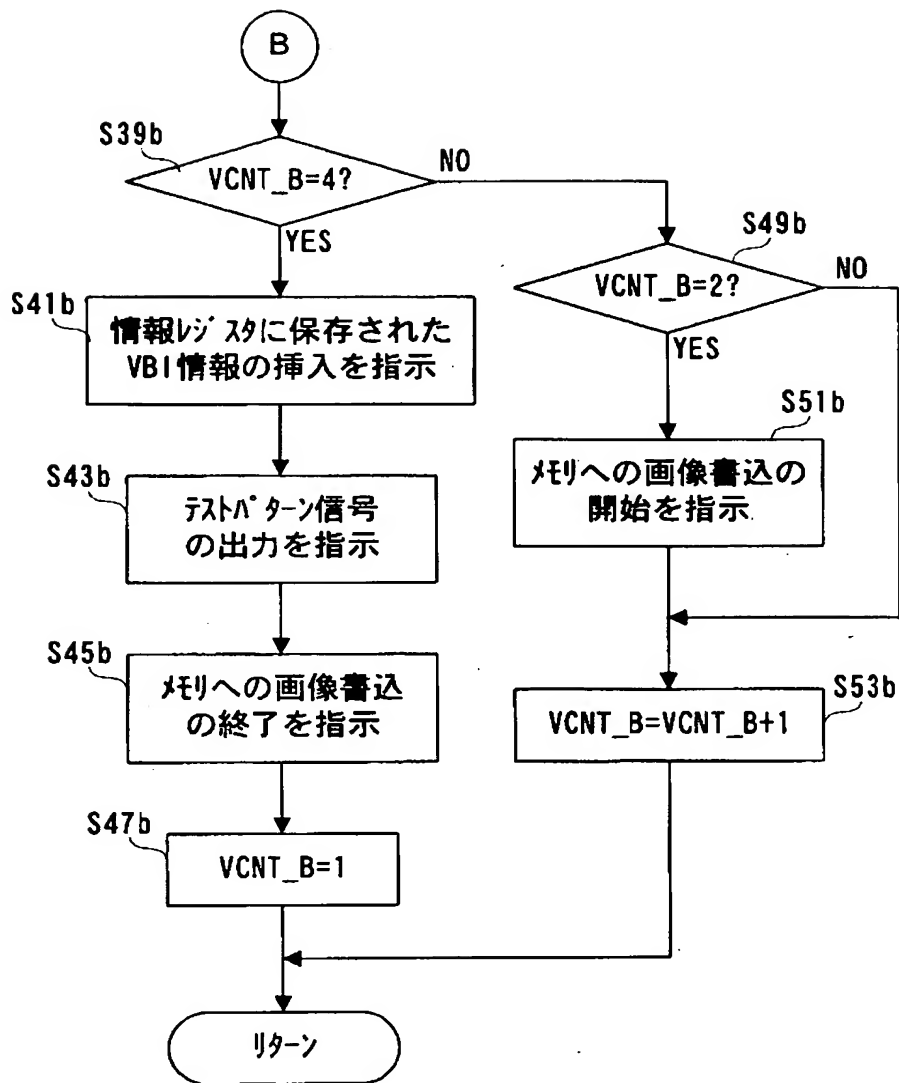 B
S39b
VCNT_B=4?
NO
YES
S49b
VCNT_B=2?
NO
YES
S41b
情報ﾚｼﾞｽﾀに保存された
VBI情報の挿入を指示
S51b
ﾒﾓﾘへの画像書込の
開始を指示
S43b
ﾃｽﾄﾊﾟﾀｰﾝ信号
の出力を指示
S45b
ﾒﾓﾘへの画像書込
の終了を指示
S53b
VCNT_B=VCNT_B+1
S47b
VCNT_B=1
ﾘﾀｰﾝ